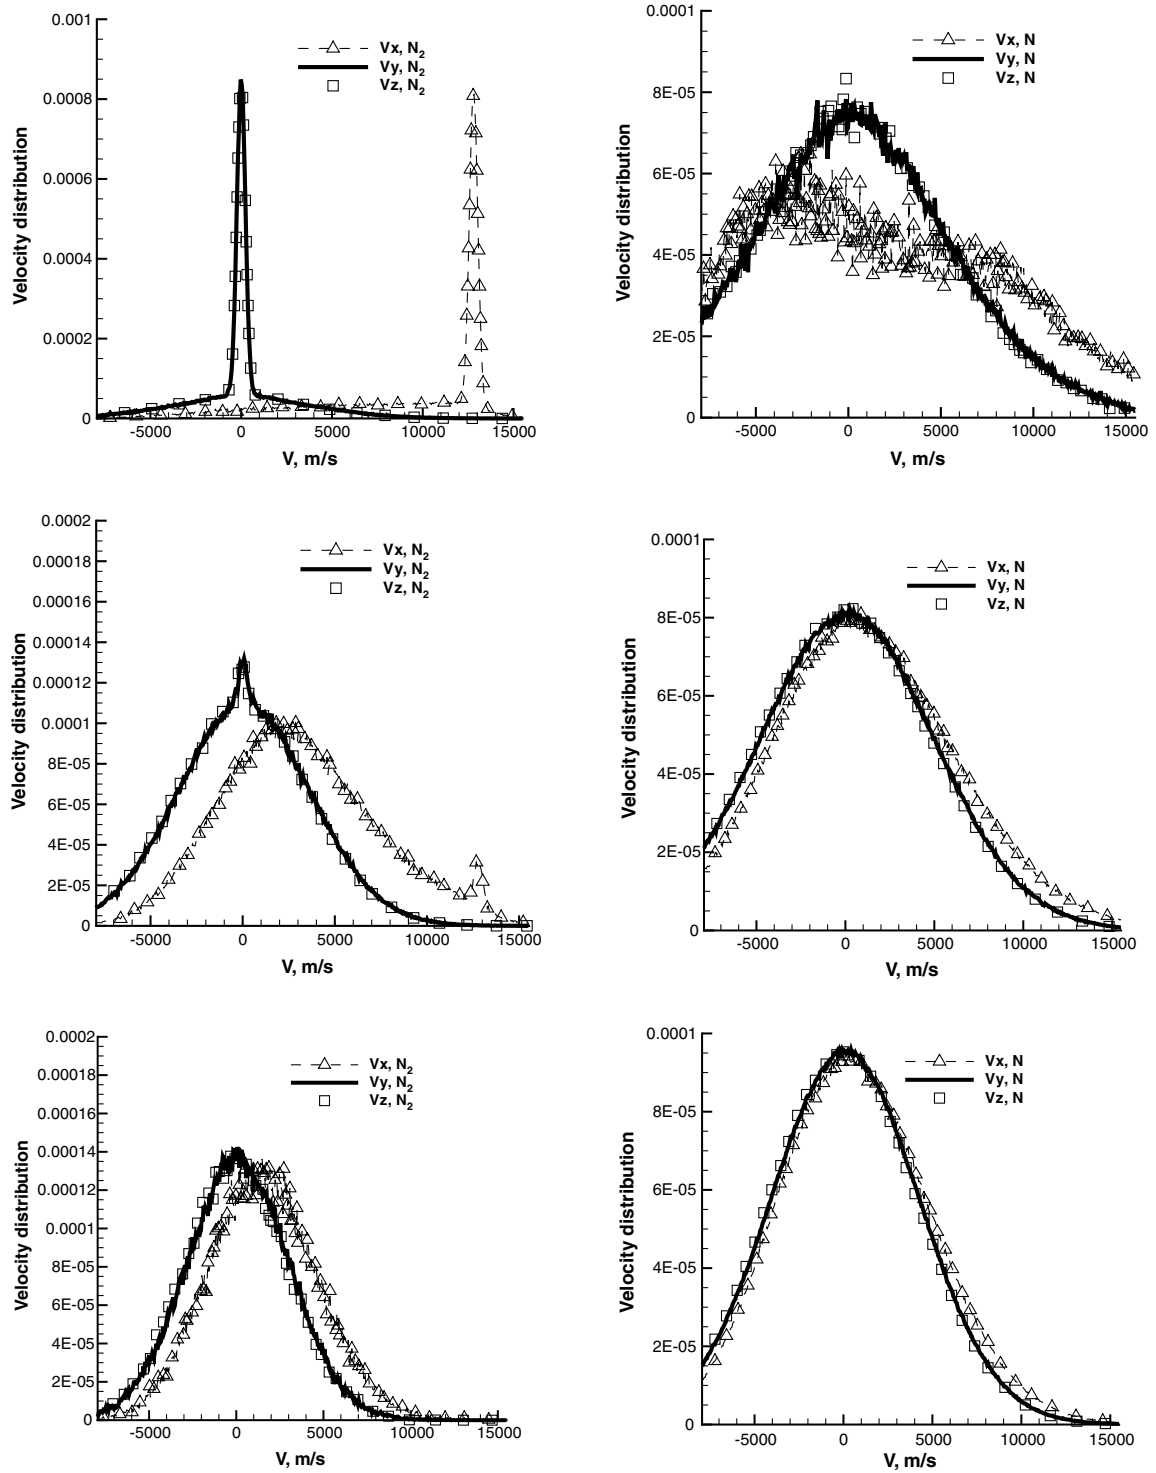 0.001
0.0008
0.0006
0.0004
0.0002
0
-5000 0 5000 10000 15000
V, m/s
Velocity distribution
Vx, N2
Vy, N2
Vz, N2
0.0001
8E-05
6E-05
4E-05
2E-05
0
-5000 0 5000 10000 15000
V, m/s
Velocity distribution
Vx, N
Vy, N
Vz, N
0.0002
0.00018
0.00016
0.00014
0.00012
0.0001
8E-05
6E-05
4E-05
2E-05
0
-5000 0 5000 10000 15000
V, m/s
Velocity distribution
Vx, N2
Vy, N2
Vz, N2
0.0001
8E-05
6E-05
4E-05
2E-05
0
-5000 0 5000 10000 15000
V, m/s
Velocity distribution
Vx, N
Vy, N
Vz, N
0.0002
0.00018
0.00016
0.00014
0.00012
0.0001
8E-05
6E-05
4E-05
2E-05
0
-5000 0 5000 10000 15000
V, m/s
Velocity distribution
Vx, N2
Vy, N2
Vz, N2
0.0001
8E-05
6E-05
4E-05
2E-05
0
-5000 0 5000 10000 15000
V, m/s
Velocity distribution
Vx, N
Vy, N
Vz, N